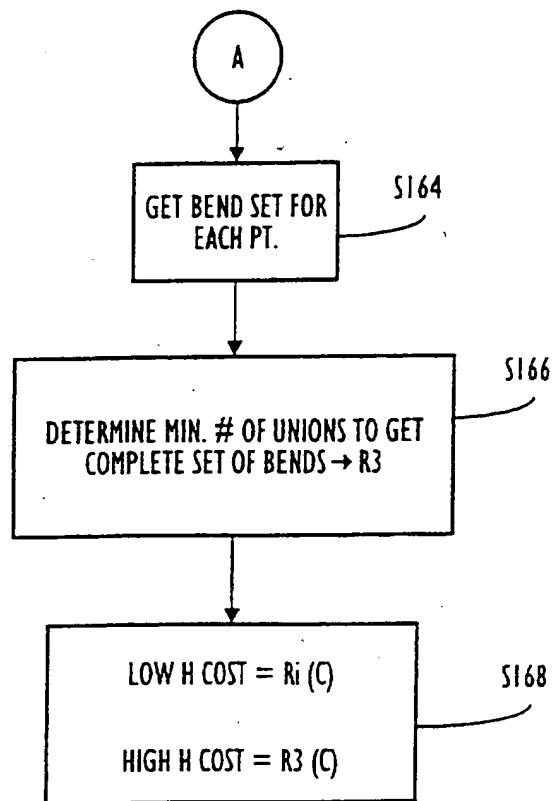 A
GET BEND SET FOR
EACH PT.
S164
DETERMINE MIN. # OF UNIONS TO GET
COMPLETE SET OF BENDS → R3
S166
LOW H COST = Ri (C)
HIGH H COST = R3 (C)
S168